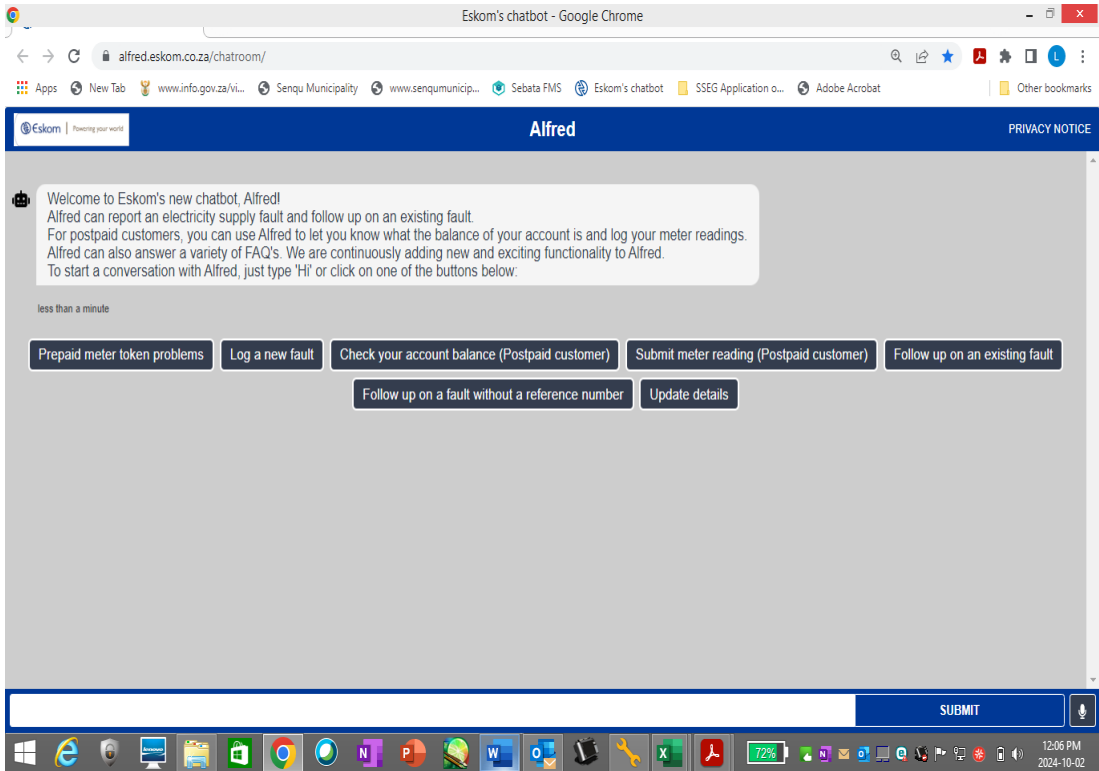 Eskom's chatbot - Google Chrome
alfred.eskom.co.za/chatroom/
L
Apps New Tab www.info.gov.za/vi... Senqu Municipality www.senqumunicip... Sebata FMS Eskom's chatbot SSEG Application o... Adobe Acrobat Other bookmarks
Eskom Powering your world
Alfred
PRIVACY NOTICE
Welcome to Eskom's new chatbot, Alfred!
Alfred can report an electricity supply fault and follow up on an existing fault.
For postpaid customers, you can use Alfred to let you know what the balance of your account is and log your meter readings.
Alfred can also answer a variety of FAQ's. We are continuously adding new and exciting functionality to Alfred.
To start a conversation with Alfred, just type 'Hi' or click on one of the buttons below:
less than a minute
Prepaid meter token problems Log a new fault Check your account balance (Postpaid customer) Submit meter reading (Postpaid customer) Follow up on an existing fault
Follow up on a fault without a reference number Update details
SUBMIT
72%
12:06 PM
2024-10-02